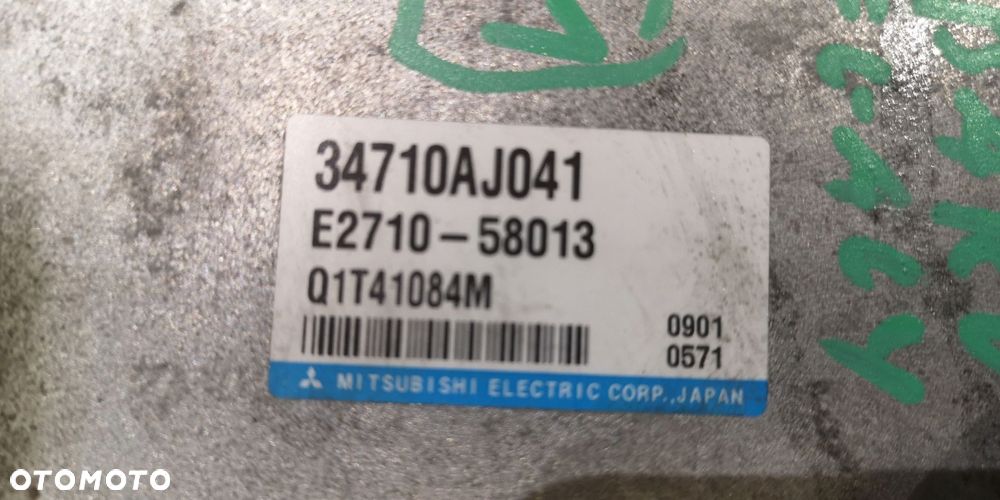 34710AJ041
E2710-58013
Q1T41084M
0901
0571
MITSUBISHI ELECTRIC CORP.,JAPAN
OTOMOTO